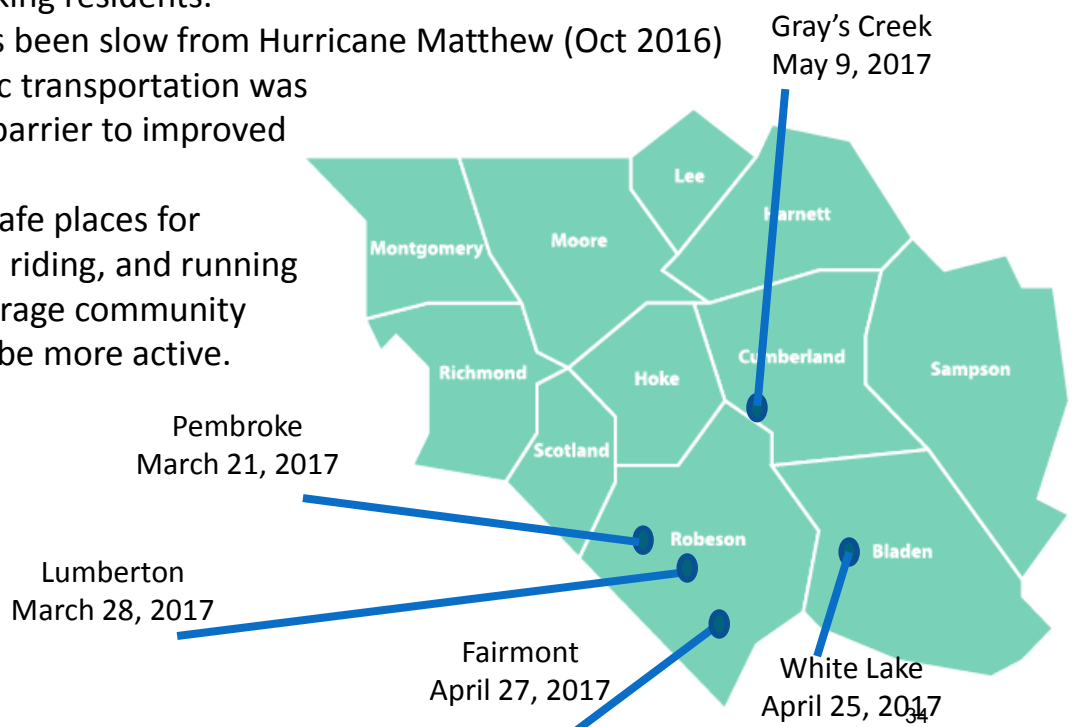 king residents.
s been slow from Hurricane Matthew (Oct 2016)
c transportation was
barrier to improved
afe places for
riding, and running
rage community
be more active.
Gray's Creek
May 9, 2017
Lee
Harnett
Montgomery
Moore
Richmond
Hoke
Cumberland
Sampson
Scotland
Pembroke
March 21, 2017
Robeson
Bladen
Lumberton
March 28, 2017
Fairmont
April 27, 2017
White Lake
April 25, 2017
34